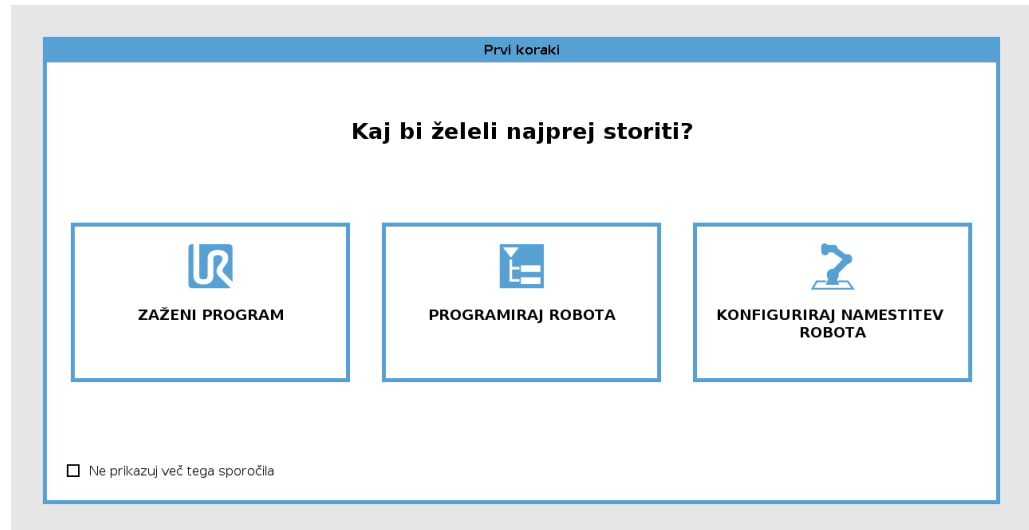 Prvi koraki
Kaj bi želeli najprej storiti?
UR
ZAŽENI PROGRAM
PROGRAMIRAJ ROBOTA
KONFIGURIRAJ NAMESTITEV
ROBOTA
Ne prikazuj več tega sporočila